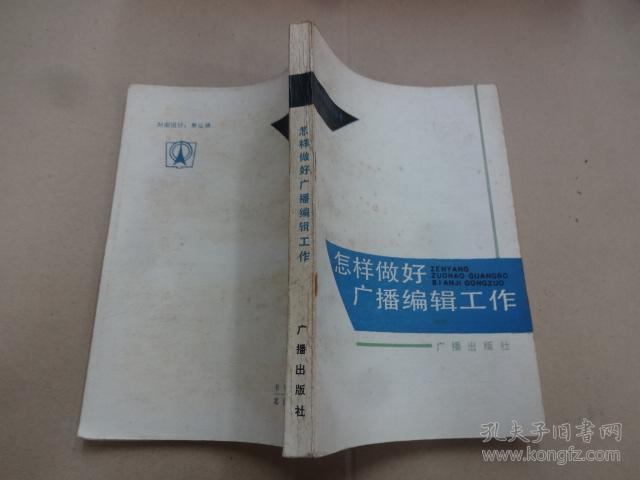 封面设计：
怎样做好广播编辑工作
广播出版社
怎样做好
ZENYANG
ZUOHAO GUANGBO
BIANJI GONGZUO
广播编辑工作
广播出版社
孔夫子旧书网
www.kongfz.com